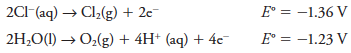 2Cl⁻(aq) → Cl₂(g) + 2e⁻ E° = −1.36 V
2H₂O(l) → O₂(g) + 4H⁺ (aq) + 4e⁻ E° = −1.23 V